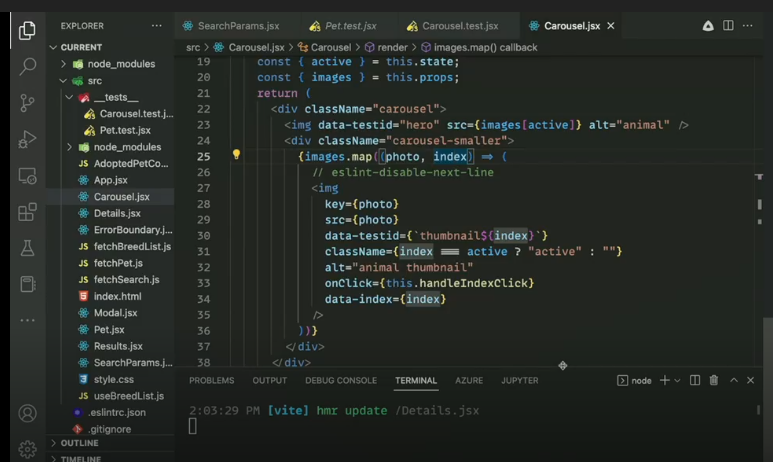 EXPLORER
SearchParams.jsx
Pet.test.jsx
Carousel.test.jsx
Carousel.jsx
CURRENT
src > Carousel.jsx > Carousel > render > images.map() callback
node_modules
src
__tests__
Carousel.test.j...
Pet.test.jsx
node_modules
JS AdoptedPetCo...
App.jsx
Carousel.jsx
Details.jsx
ErrorBoundary.j...
JS fetchBreedList.js
JS fetchPet.js
JS fetchSearch.js
index.html
Modal.jsx
Pet.jsx
Results.jsx
SearchParams.j...
style.css
JS useBreedList.js
.eslintrc.json
.gitignore
OUTLINE
TIMELINE
19 const { active } = this.state;
20 const { images } = this.props;
21 return (
22 <div className="carousel">
23 <img data-testid="hero" src={images[active]} alt="animal" />
24 <div className="carousel-smaller">
25 {images.map((photo, index) => (
26 // eslint-disable-next-line
27 <img
28 key={photo}
29 src={photo}
30 data-testid={`thumbnail${index}`}
31 className={index === active ? "active" : ""}
32 alt="animal thumbnail"
33 onClick={this.handleIndexClick}
34 data-index={index}
35 />
36 ))}
37 </div>
38 </div>
PROBLEMS OUTPUT DEBUG CONSOLE TERMINAL AZURE JUPYTER
node
2:03:29 PM [vite] hmr update /Details.jsx